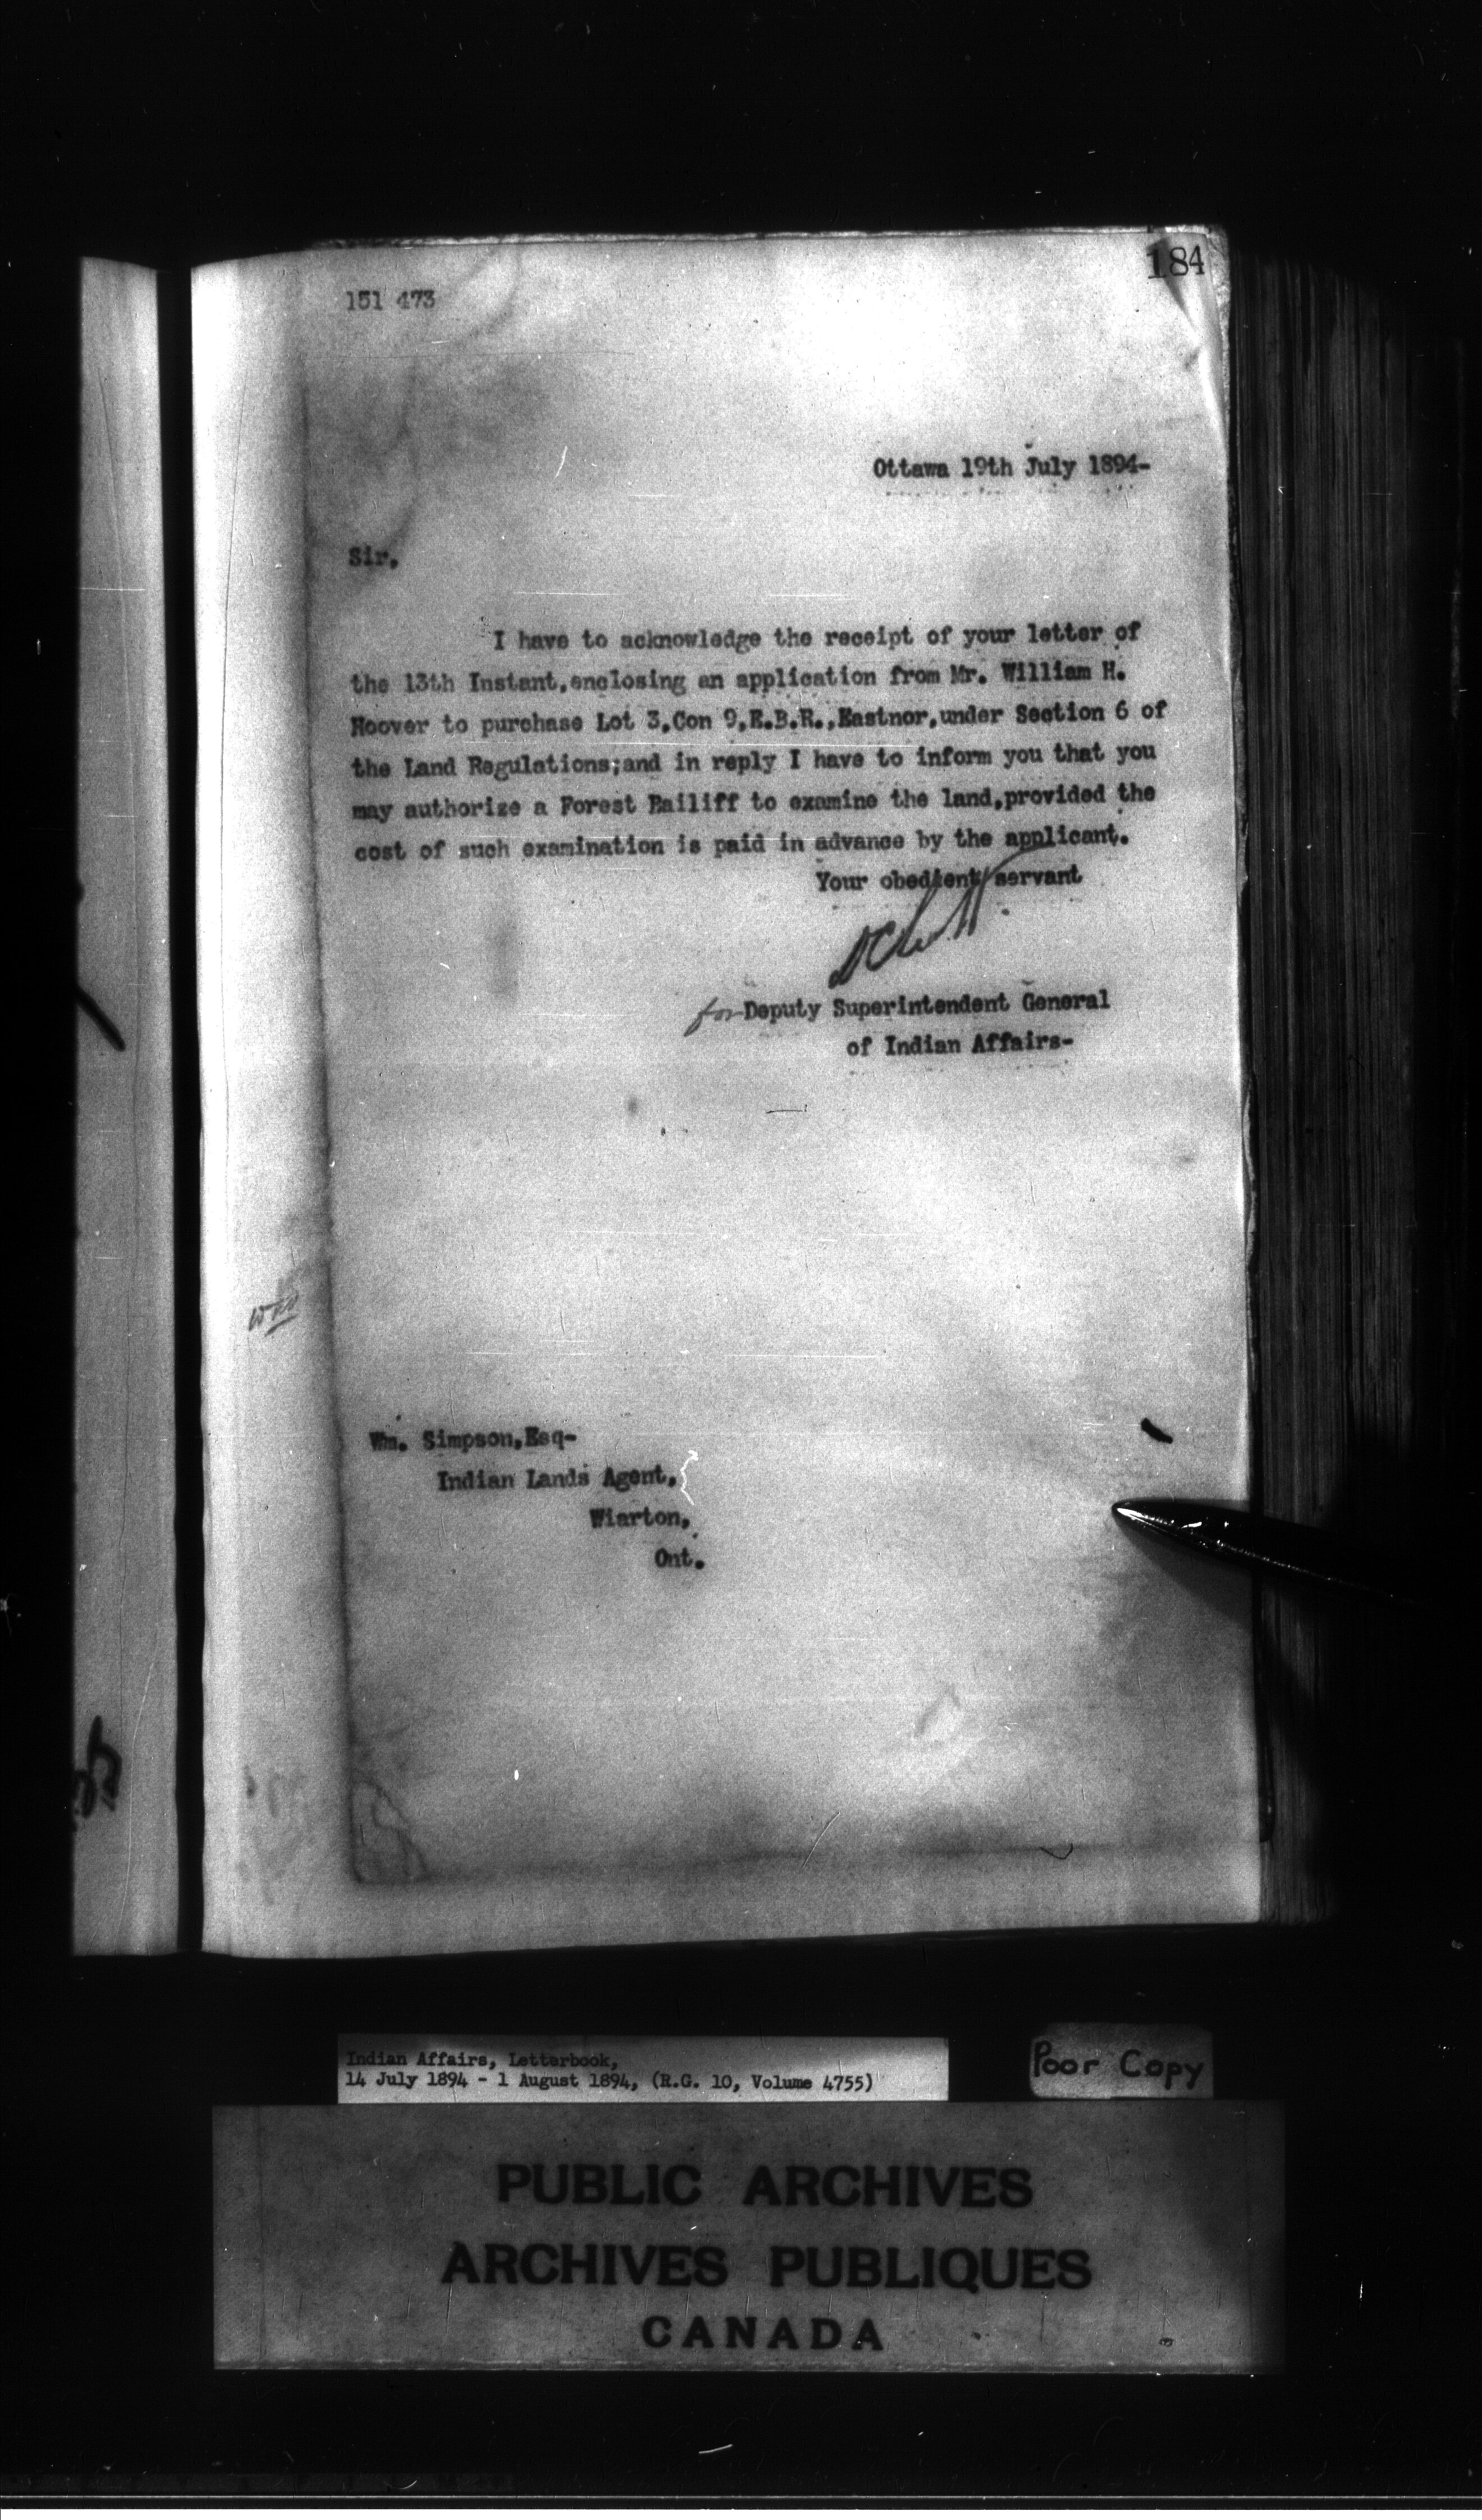 184
151 473
Ottawa 19th July 1894-
Sir,
I have to acknowledge the receipt of your letter of
the 13th Instant,enclosing an application from Mr. William H.
Hoover to purchase Lot 3,Con 9,E.B.R.,Eastnor,under Section 6 of
the Land Regulations;and in reply I have to inform you that you
may authorize a Forest Bailiff to examine the land,provided the
cost of such examination is paid in advance by the applicant.
Your obedient servant
for Deputy Superintendent General
of Indian Affairs-
Wm. Simpson,Esq-
Indian Lands Agent,
Wiarton,
Ont.
Indian Affairs, Letterbook,
14 July 1894 - 1 August 1894, (R.G. 10, Volume 4755)
Poor Copy
PUBLIC ARCHIVES
ARCHIVES PUBLIQUES
CANADA